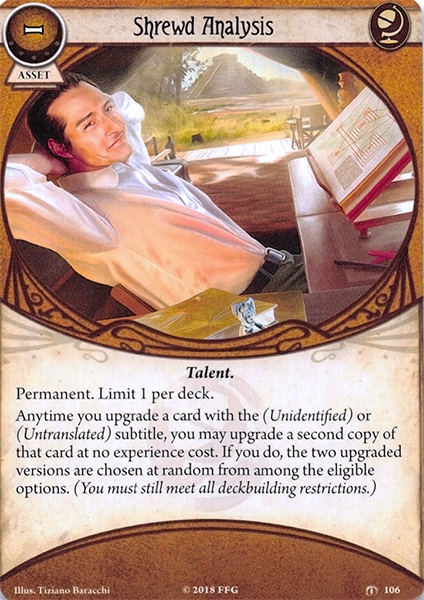 Shrewd Analysis
ASSET
Talent.
Permanent. Limit 1 per deck.
Anytime you upgrade a card with the (Unidentified) or
(Untranslated) subtitle, you may upgrade a second copy of
that card at no experience cost. If you do, the two upgraded
versions are chosen at random from among the eligible
options. (You must still meet all deckbuilding restrictions.)
Illus. Tiziano Baracchi © 2018 FFG 106